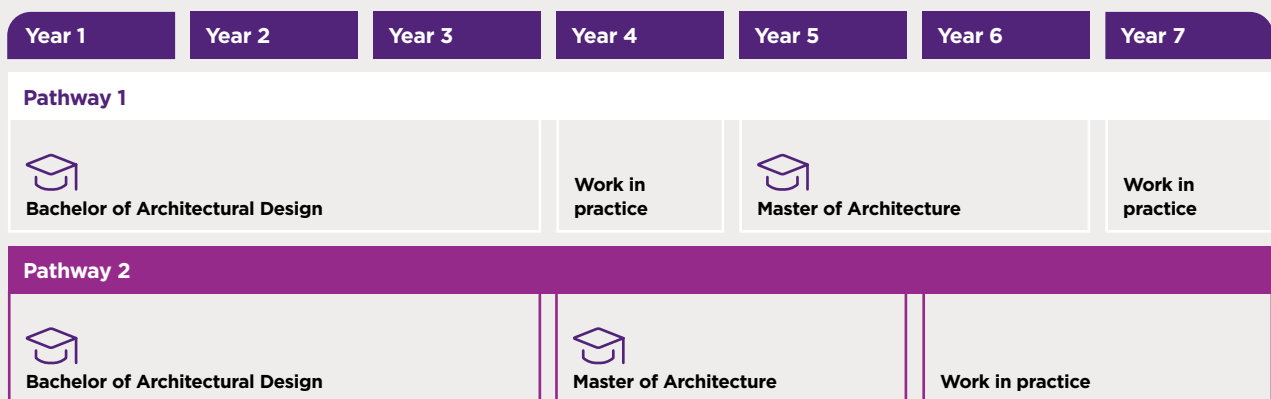 Year 1 Year 2 Year 3 Year 4 Year 5 Year 6 Year 7
Pathway 1
Bachelor of Architectural Design
Work in
practice
Master of Architecture
Work in
practice
Pathway 2
Bachelor of Architectural Design
Master of Architecture
Work in practice